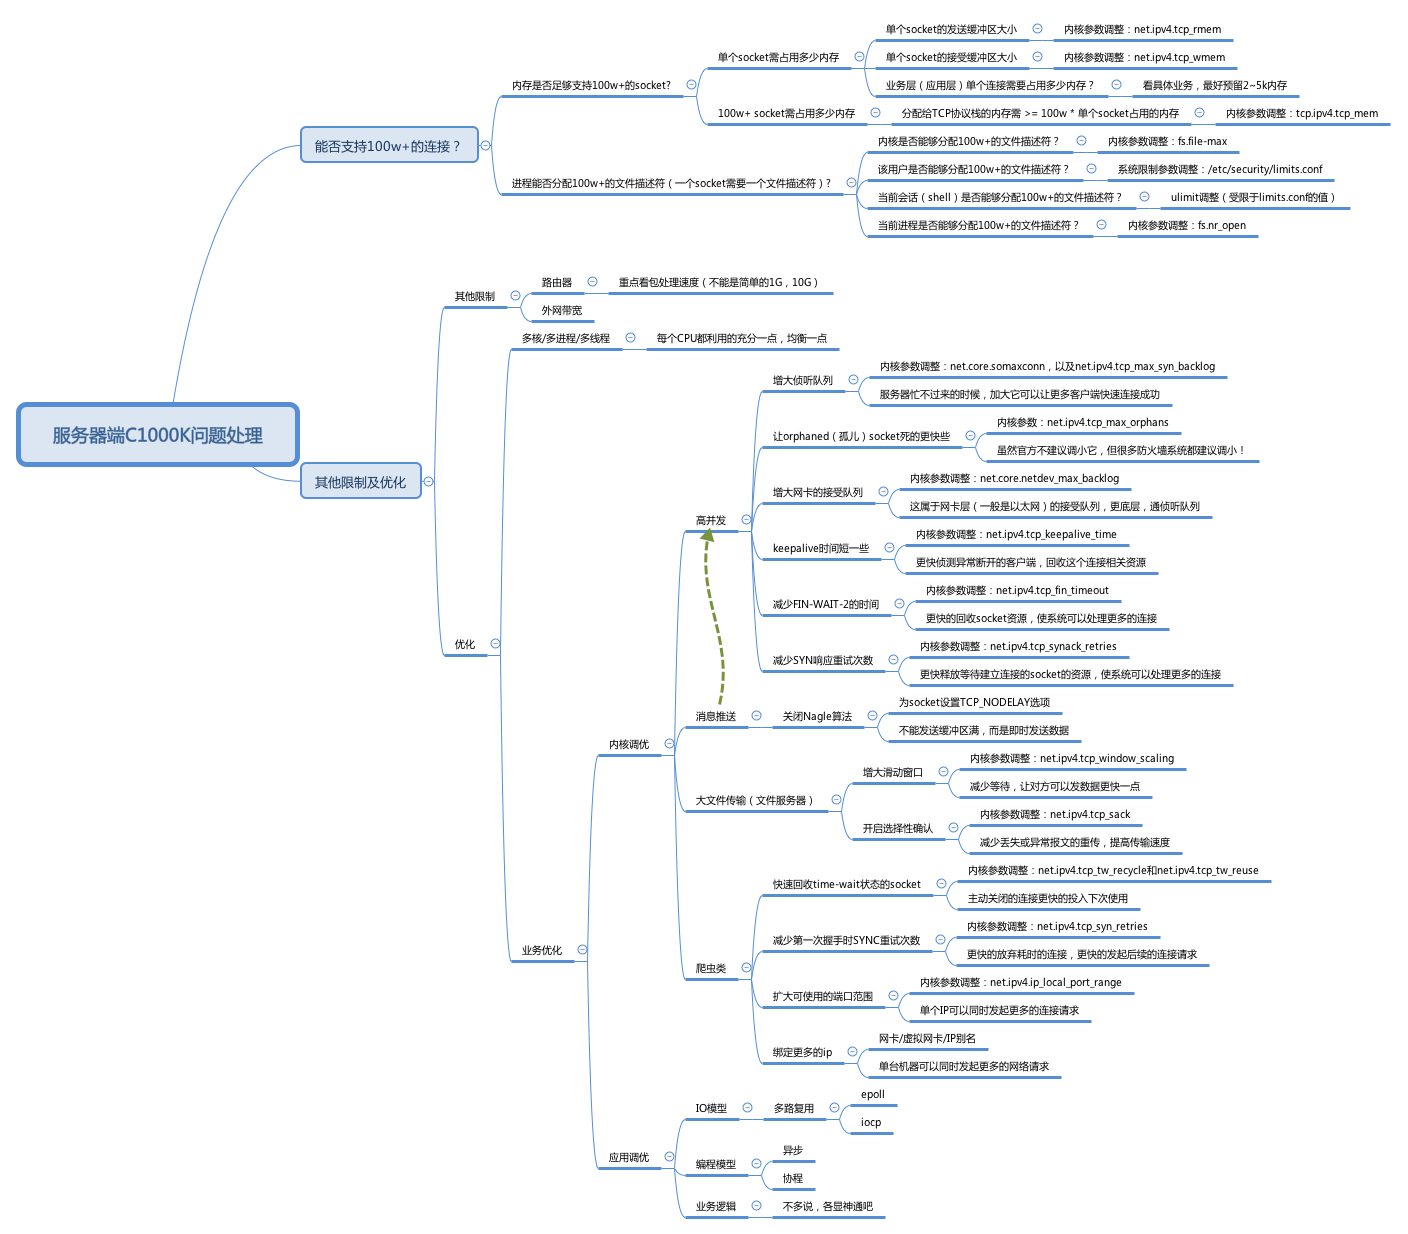 服务器端C1000K问题处理
能否支持100w+的连接？
内存是否足够支持100w+的socket?
单个socket需占用多少内存
单个socket的发送缓冲区大小
内核参数调整：net.ipv4.tcp_rmem
单个socket的接受缓冲区大小
内核参数调整：net.ipv4.tcp_wmem
业务层（应用层）单个连接需要占用多少内存？
看具体业务，最好预留2~5k内存
100w+ socket需占用多少内存
分配给TCP协议栈的内存需 >= 100w * 单个socket占用的内存
内核参数调整：tcp.ipv4.tcp_mem
进程能否分配100w+的文件描述符（一个socket需要一个文件描述符）?
内核是否能够分配100w+的文件描述符？
内核参数调整：fs.file-max
该用户是否能够分配100w+的文件描述符？
系统限制参数调整：/etc/security/limits.conf
当前会话（shell）是否能够分配100w+的文件描述符？
ulimit调整（受限于limits.conf的值）
当前进程是否能够分配100w+的文件描述符？
内核参数调整：fs.nr_open
其他限制及优化
其他限制
路由器
重点看包处理速度（不能是简单的1G，10G）
外网带宽
优化
多核/多进程/多线程
每个CPU都利用的充分一点，均衡一点
业务优化
内核调优
高并发
增大侦听队列
内核参数调整：net.core.somaxconn，以及net.ipv4.tcp_max_syn_backlog
服务器忙不过来的时候，加大它可以让更多客户端快速连接成功
让orphaned（孤儿）socket死的更快些
内核参数：net.ipv4.tcp_max_orphans
虽然官方不建议调小它，但很多防火墙系统都建议调小！
增大网卡的接受队列
内核参数调整：net.core.netdev_max_backlog
这属于网卡层（一般是以太网）的接受队列，更底层，通侦听队列
keepalive时间短一些
内核参数调整：net.ipv4.tcp_keepalive_time
更快侦测异常断开的客户端，回收这个连接相关资源
减少FIN-WAIT-2的时间
内核参数调整：net.ipv4.tcp_fin_timeout
更快的回收socket资源，使系统可以处理更多的连接
减少SYN响应重试次数
内核参数调整：net.ipv4.tcp_synack_retries
更快释放等待建立连接的socket的资源，使系统可以处理更多的连接
消息推送
关闭Nagle算法
为socket设置TCP_NODELAY选项
不能发送缓冲区满，而是即时发送数据
大文件传输（文件服务器）
增大滑动窗口
内核参数调整：net.ipv4.tcp_window_scaling
减少等待，让对方可以发数据更快一点
开启选择性确认
内核参数调整：net.ipv4.tcp_sack
减少丢失或异常报文的重传，提高传输速度
爬虫类
快速回收time-wait状态的socket
内核参数调整：net.ipv4.tcp_tw_recycle和net.ipv4.tcp_tw_reuse
主动关闭的连接更快的投入下次使用
减少第一次握手时SYNC重试次数
内核参数调整：net.ipv4.tcp_syn_retries
更快的放弃耗时的连接，更快的发起后续的连接请求
扩大可使用的端口范围
内核参数调整：net.ipv4.ip_local_port_range
单个IP可以同时发起更多的连接请求
绑定更多的ip
网卡/虚拟网卡/IP别名
单台机器可以同时发起更多的网络请求
应用调优
IO模型
多路复用
epoll
iocp
编程模型
异步
协程
业务逻辑
不多说，各显神通吧